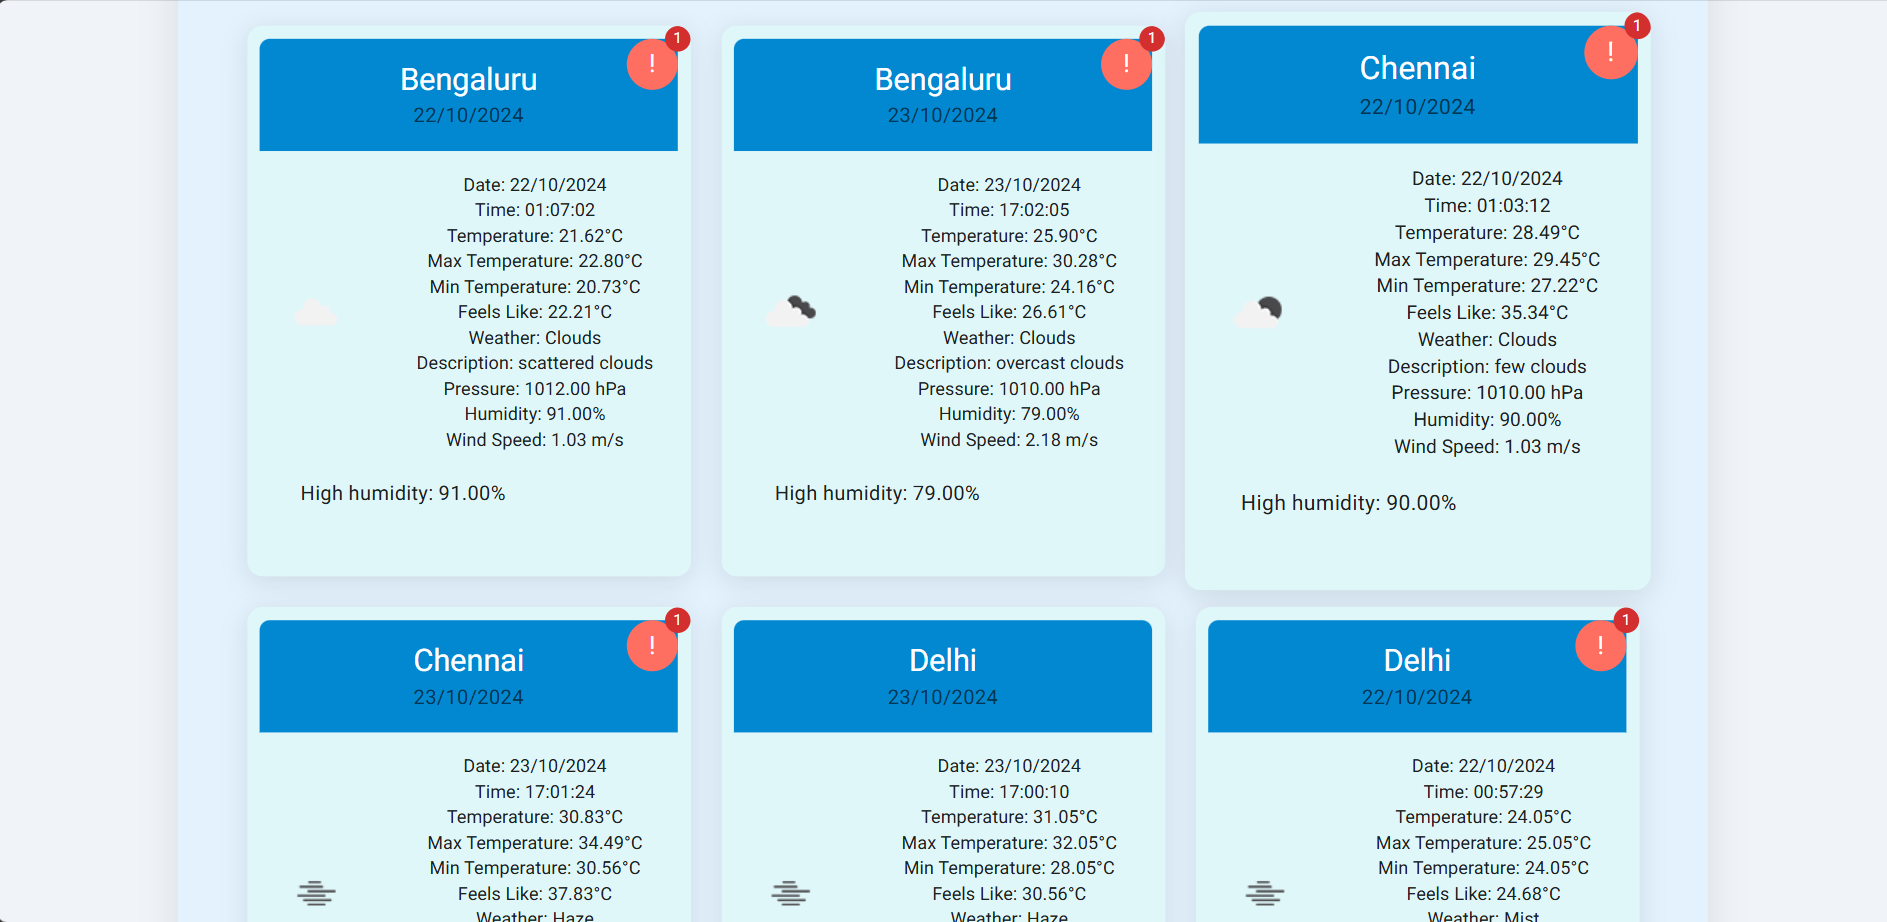 Bengaluru
!
1
22/10/2024
Date: 22/10/2024
Time: 01:07:02
Temperature: 21.62°C
Max Temperature: 22.80°C
Min Temperature: 20.73°C
Feels Like: 22.21°C
Weather: Clouds
Description: scattered clouds
Pressure: 1012.00 hPa
Humidity: 91.00%
Wind Speed: 1.03 m/s
High humidity: 91.00%
Bengaluru
!
1
23/10/2024
Date: 23/10/2024
Time: 17:02:05
Temperature: 25.90°C
Max Temperature: 30.28°C
Min Temperature: 24.16°C
Feels Like: 26.61°C
Weather: Clouds
Description: overcast clouds
Pressure: 1010.00 hPa
Humidity: 79.00%
Wind Speed: 2.18 m/s
High humidity: 79.00%
Chennai
!
1
22/10/2024
Date: 22/10/2024
Time: 01:03:12
Temperature: 28.49°C
Max Temperature: 29.45°C
Min Temperature: 27.22°C
Feels Like: 35.34°C
Weather: Clouds
Description: few clouds
Pressure: 1010.00 hPa
Humidity: 90.00%
Wind Speed: 1.03 m/s
High humidity: 90.00%
Chennai
!
1
23/10/2024
Date: 23/10/2024
Time: 17:01:24
Temperature: 30.83°C
Max Temperature: 34.49°C
Min Temperature: 30.56°C
Feels Like: 37.83°C
Weather: Haze
Delhi
23/10/2024
Date: 23/10/2024
Time: 17:00:10
Temperature: 31.05°C
Max Temperature: 32.05°C
Min Temperature: 28.05°C
Feels Like: 30.56°C
Weather: Haze
Delhi
!
1
22/10/2024
Date: 22/10/2024
Time: 00:57:29
Temperature: 24.05°C
Max Temperature: 25.05°C
Min Temperature: 24.05°C
Feels Like: 24.68°C
Weather: Mist